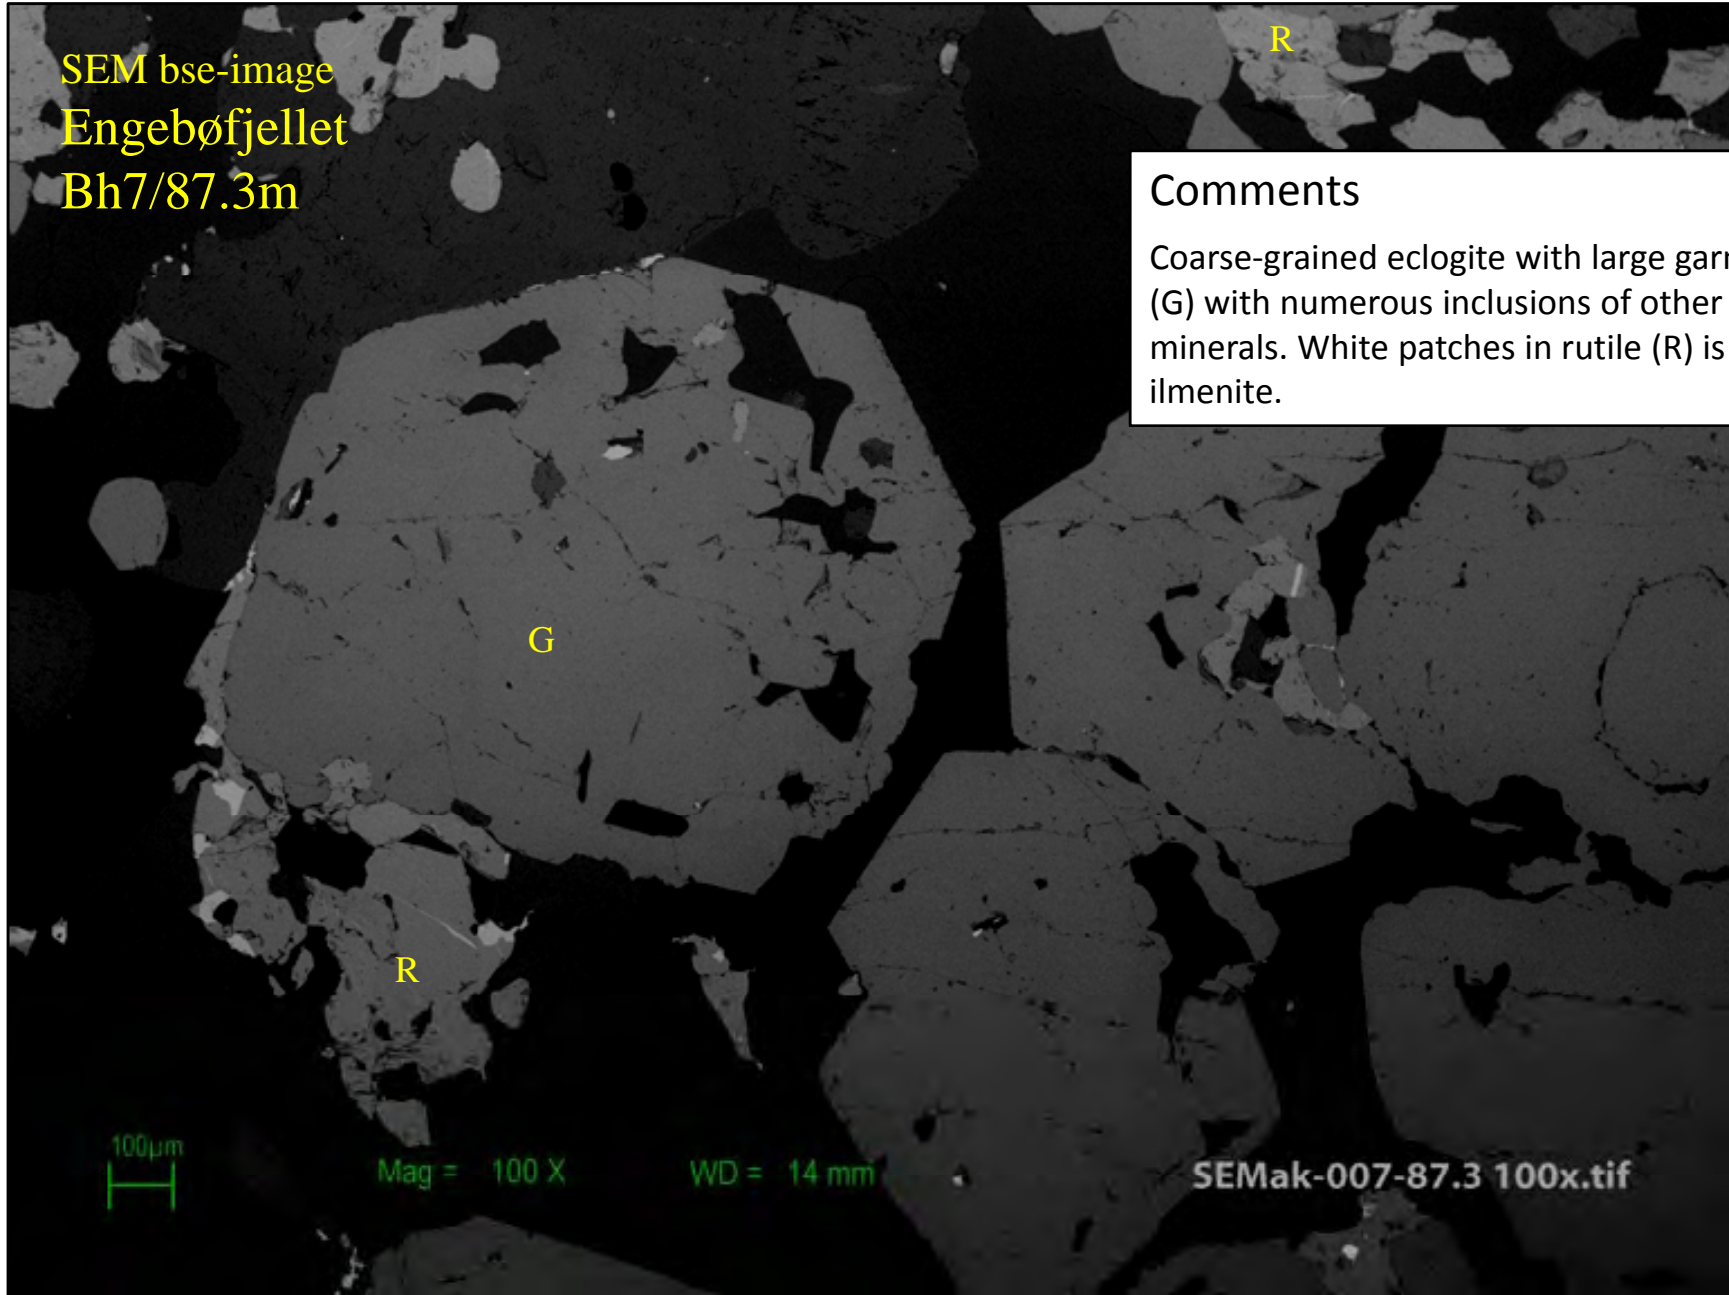 R
SEM bse-image
Engebøfjellet
Bh7/87.3m
Comments
Coarse-grained eclogite with large
(G) with numerous inclusions of other
minerals. White patches in rutile (R) is
ilmenite.
G
R
100µm
Mag = 100 X WD = 14 mm
SEMak-007-87.3 100x.tif